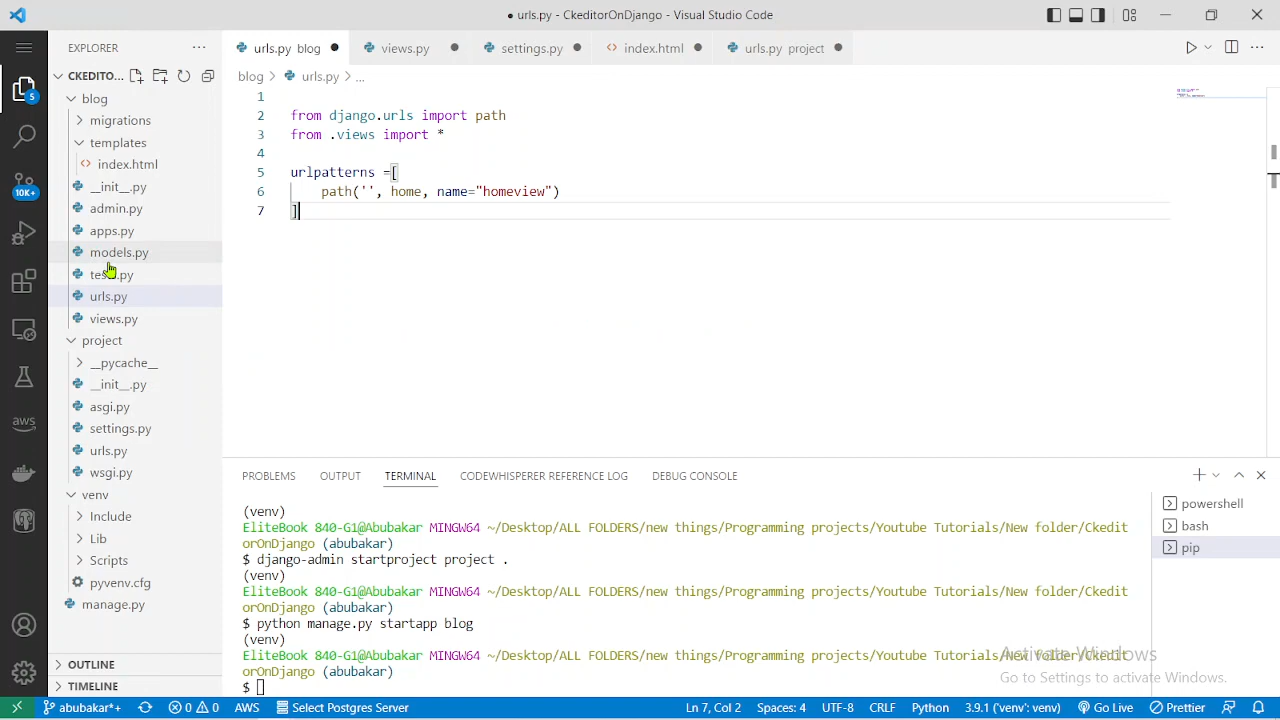 urls.py - CkeditorOnDjango - Visual Studio Code
EXPLORER
5
10K+
aws
CKEDITO...
blog
migrations
templates
index.html
__init__.py
admin.py
apps.py
models.py
urls.py
views.py
project
__pycache__
__init__.py
asgi.py
settings.py
urls.py
wsgi.py
venv
Include
Lib
Scripts
pyvenv.cfg
manage.py
OUTLINE
TIMELINE
urls.py blog
views.py
settings.py
index.html
urls.py project
blog > urls.py > ...
1
2 from django.urls import path
3 from .views import *
4
5 urlpatterns =[
6 path('', home, name="homeview")
7 ]
PROBLEMS OUTPUT TERMINAL CODEWHISPERER REFERENCE LOG DEBUG CONSOLE
(venv)
EliteBook 840-G1@Abubakar MINGW64 ~/Desktop/ALL FOLDERS/new things/Programming projects/Youtube Tutorials/New folder/Ckedit
orOnDjango (abubakar)
$ django-admin startproject project .
(venv)
EliteBook 840-G1@Abubakar MINGW64 ~/Desktop/ALL FOLDERS/new things/Programming projects/Youtube Tutorials/New folder/Ckedit
orOnDjango (abubakar)
$ python manage.py startapp blog
(venv)
EliteBook 840-G1@Abubakar MINGW64 ~/Desktop/ALL FOLDERS/new things/Programming projects/Youtube Tutorials/New folder/Ckedit
orOnDjango (abubakar)
$
powershell
bash
pip
Activate Windows
Go to Settings to activate Windows.
abubakar*+ 0 0 AWS Select Postgres Server Ln 7, Col 2 Spaces: 4 UTF-8 CRLF Python 3.9.1 ('venv': venv) Go Live Prettier